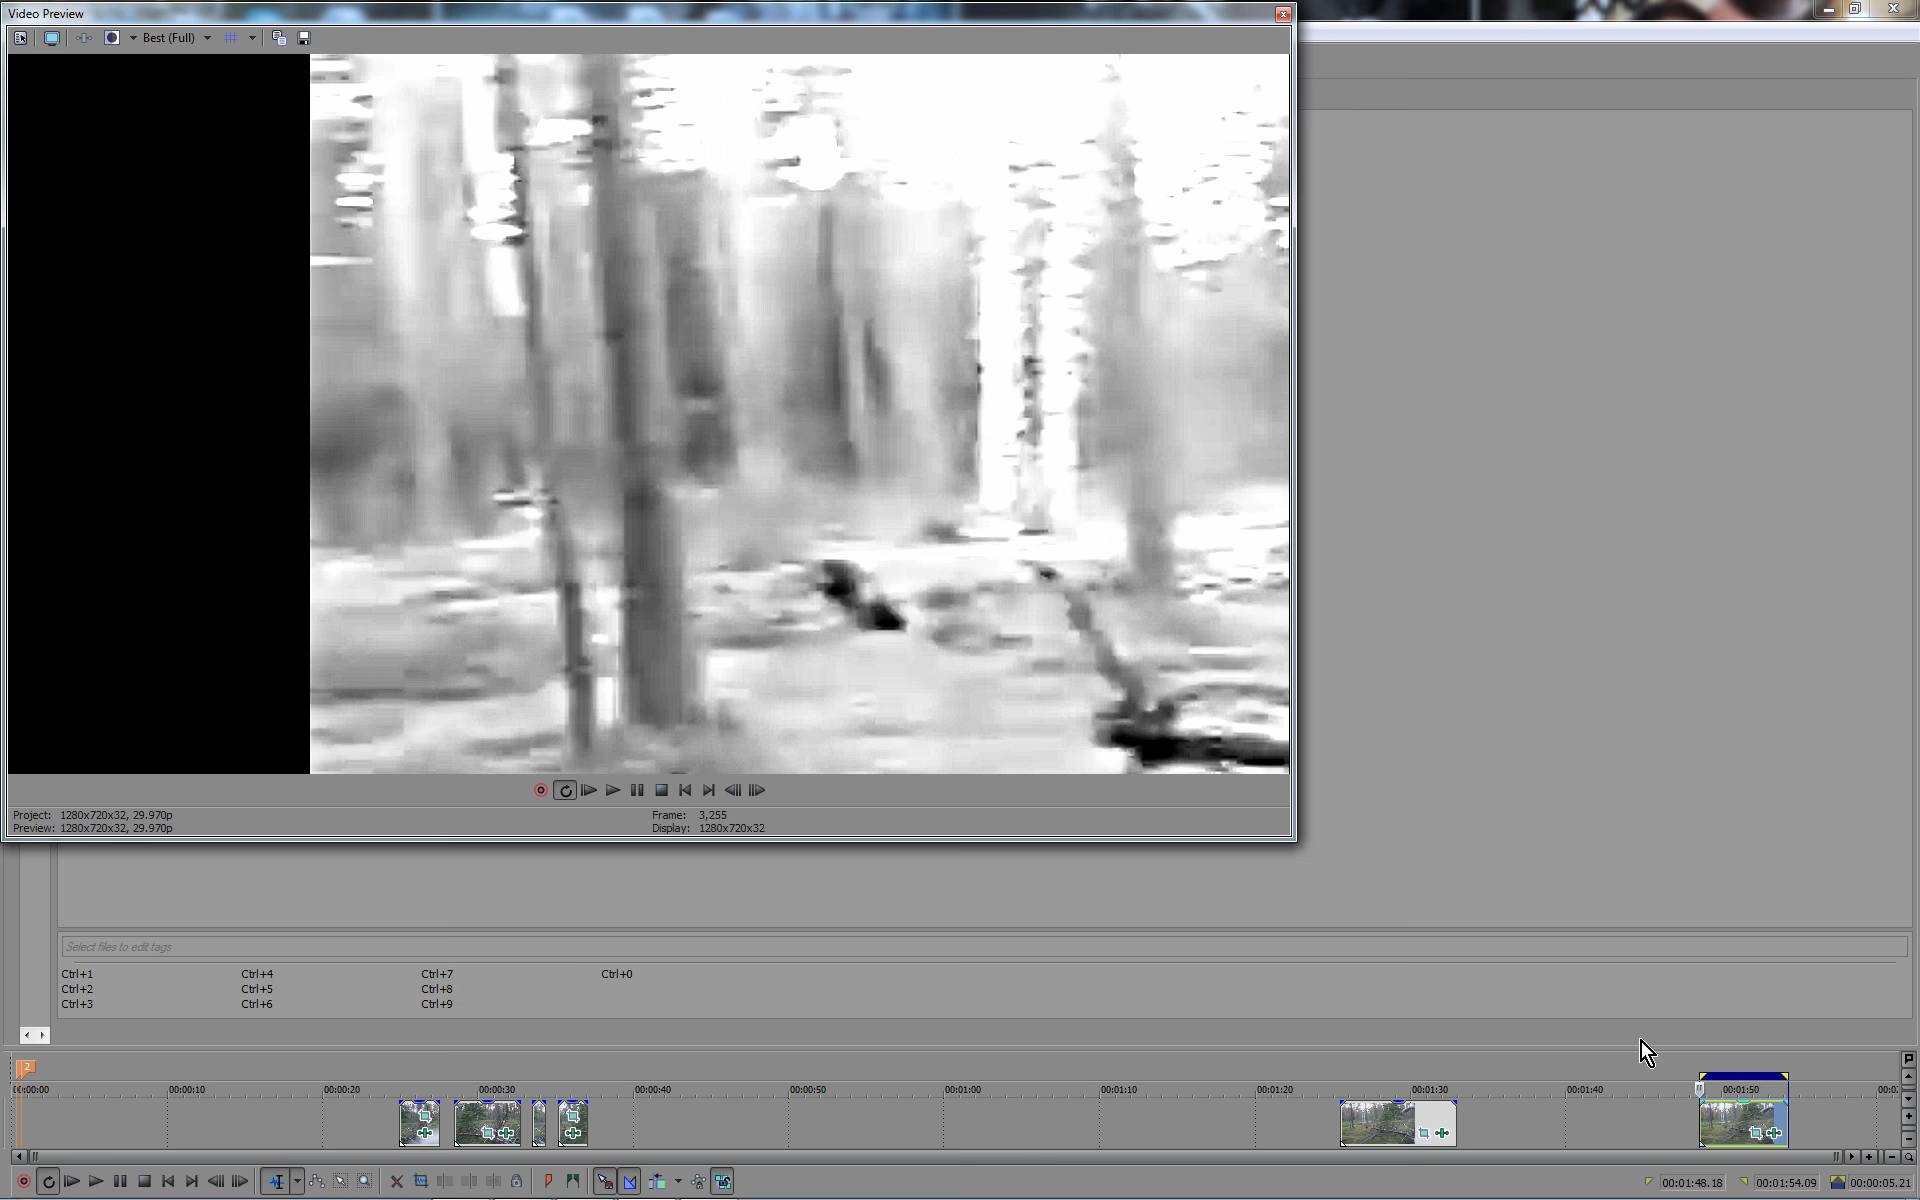 Video Preview
Best (Full)
Project: 1280x720x32, 29.970p
Preview: 1280x720x32, 29.970p
Frame: 3,255
Display: 1280x720x32
Select files to edit tags
Ctrl+1 Ctrl+4 Ctrl+7 Ctrl+0
Ctrl+2 Ctrl+5 Ctrl+8
Ctrl+3 Ctrl+6 Ctrl+9
2
00:00:10 00:00:20 00:00:30 00:00:40 00:00:50 00:01:00 00:01:10 00:01:20 00:01:30 00:01:40 00:01:50
00:01:48.18 00:01:54.09 00:00:05.21